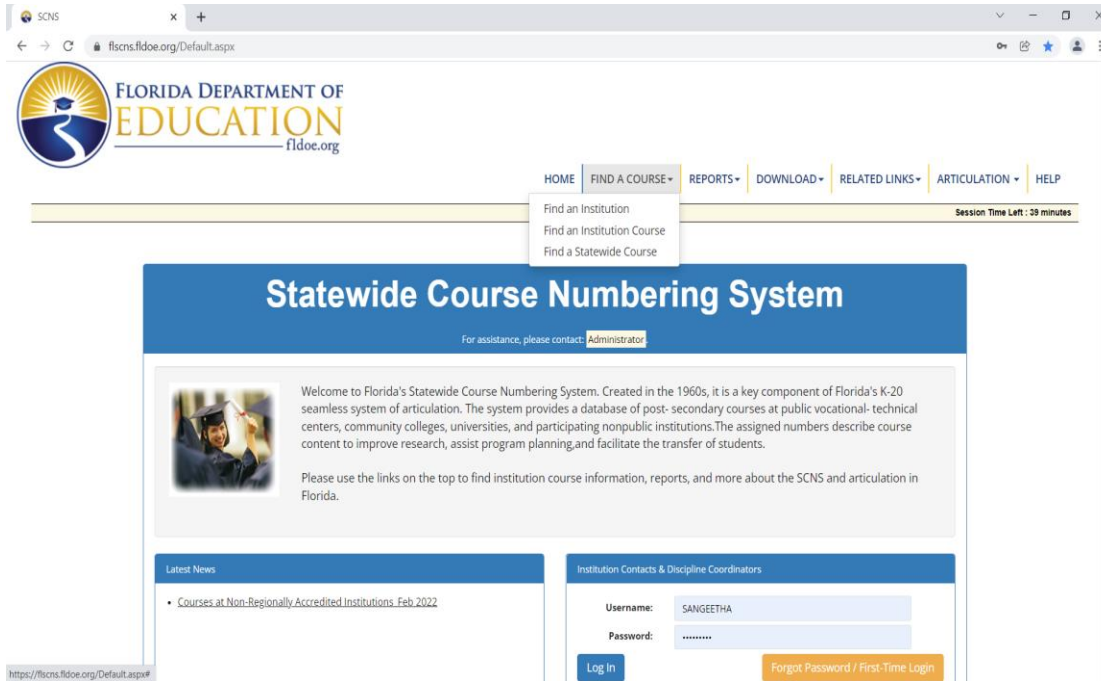 SCNS
flscns.fldoe.org/Default.aspx
FLORIDA DEPARTMENT OF
EDUCATION
fldoe.org
HOME FIND A COURSE REPORTS DOWNLOAD RELATED LINKS ARTICULATION HELP
Find an Institution
Find an Institution Course
Find a Statewide Course
Session Time Left : 39 minutes
Statewide Course Numbering System
For assistance, please contact: Administrator.
Welcome to Florida's Statewide Course Numbering System. Created in the 1960s, it is a key component of Florida's K-20
seamless system of articulation. The system provides a database of post- secondary courses at public vocational- technical
centers, community colleges, universities, and participating nonpublic institutions.The assigned numbers describe course
content to improve research, assist program planning,and facilitate the transfer of students.
Please use the links on the top to find institution course information, reports, and more about the SCNS and articulation in
Florida.
Latest News
• Courses at Non-Regionally Accredited Institutions_Feb 2022
Institution Contacts & Discipline Coordinators
Username: SANGEETHA
Password: •••••••••
Log In Forgot Password / First-Time Login
https://flscns.fldoe.org/Default.aspx#